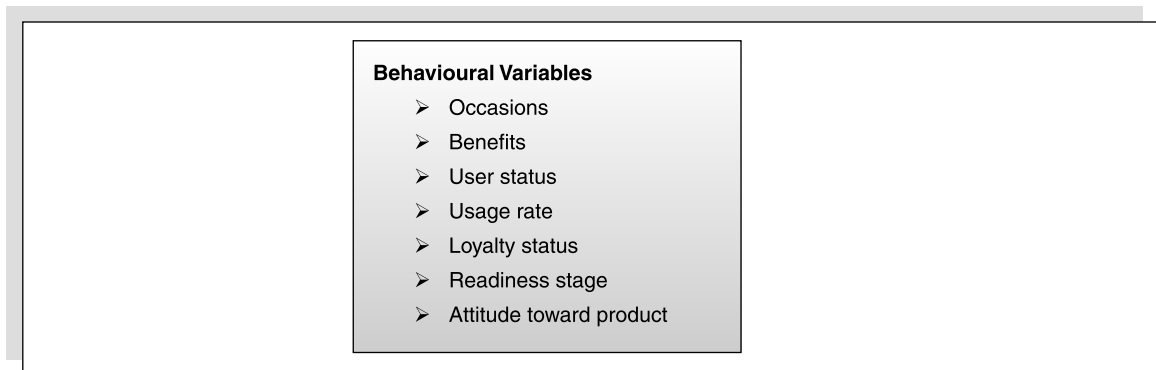 Behavioural Variables
➢ Occasions
➢ Benefits
➢ User status
➢ Usage rate
➢ Loyalty status
➢ Readiness stage
➢ Attitude toward product